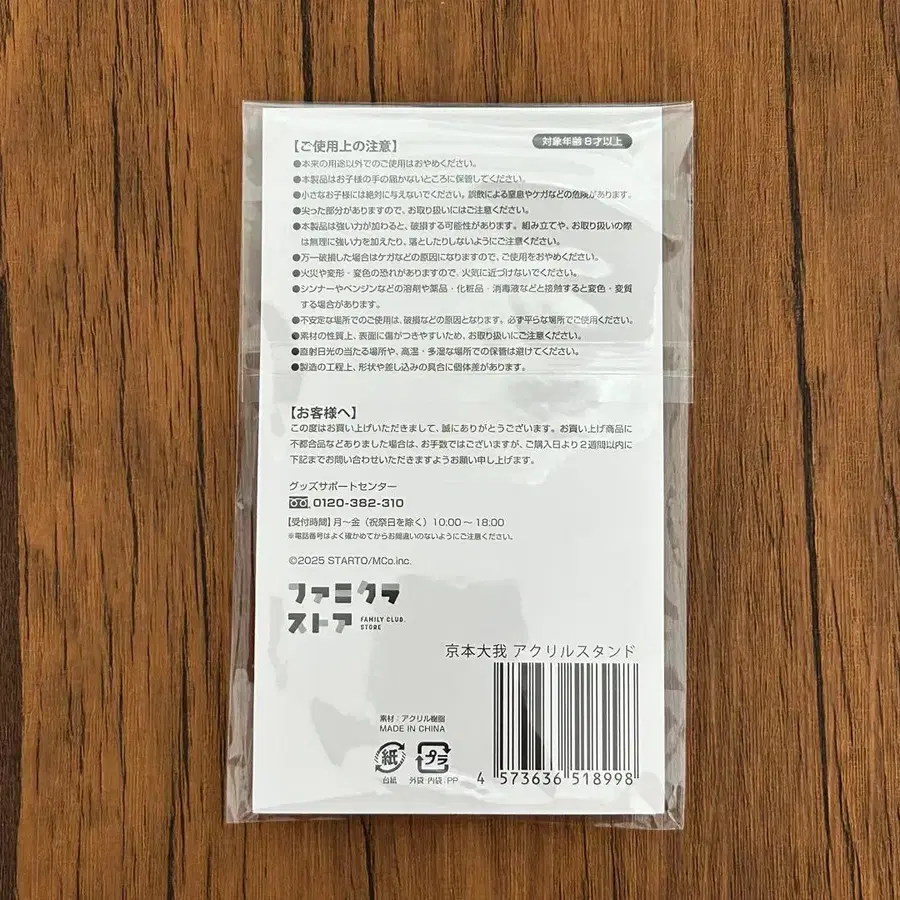 【ご使用上の注意】
対象年齢 8才以上
●本来の用途以外でのご使用はおやめください。
●本製品はお子様の手の届かないところに保管してください。
●小さなお子様には絶対に与えないでください。誤飲による窒息やケガなどの危険があります。
●尖った部分がありますので、お取り扱いにはご注意ください。
●本製品は強い力が加わると、破損する可能性があります。組み立てや、お取り扱いの際
は無理に強い力を加えたり、落としたりしないようにご注意ください。
●万一破損した場合はケガなどの原因になりますので、ご使用をおやめください。
●火災や変形・変色の恐れがありますので、火気に近づけないでください。
●シンナーやベンジンなどの溶剤や薬品・化粧品・消毒液などと接触すると変色・変質
する場合があります。
●不安定な場所でのご使用は、破損などの原因となります。必ず平らな場所でご使用ください。
●素材の性質上、表面に傷がつきやすいため、お取り扱いにご注意ください。
●直射日光の当たる場所や、高温・多湿な場所での保管は避けてください。
●製造の工程上、形状や差し込みの具合に個体差があります。
【お客様へ】
この度はお買い上げいただきまして、誠にありがとうございます。お買い上げ商品に
不都合品などありました場合は、お手数ではございますが、ご購入日より2週間以内に
下記までお問い合わせいただきますようお願い申し上げます。
グッズサポートセンター
0120-382-310
【受付時間】月〜金（祝祭日を除く）10:00〜18:00
※電話番号はよく確かめてからお間違いのないようにご注意ください。
©2025 STARTO/MCo.inc.
ファミクラ
ストア FAMILY CLUB. STORE
京本大我 アクリルスタンド
素材：アクリル樹脂
MADE IN CHINA
紙 プラ
台紙 外袋・内袋：PP
4 573636 518998